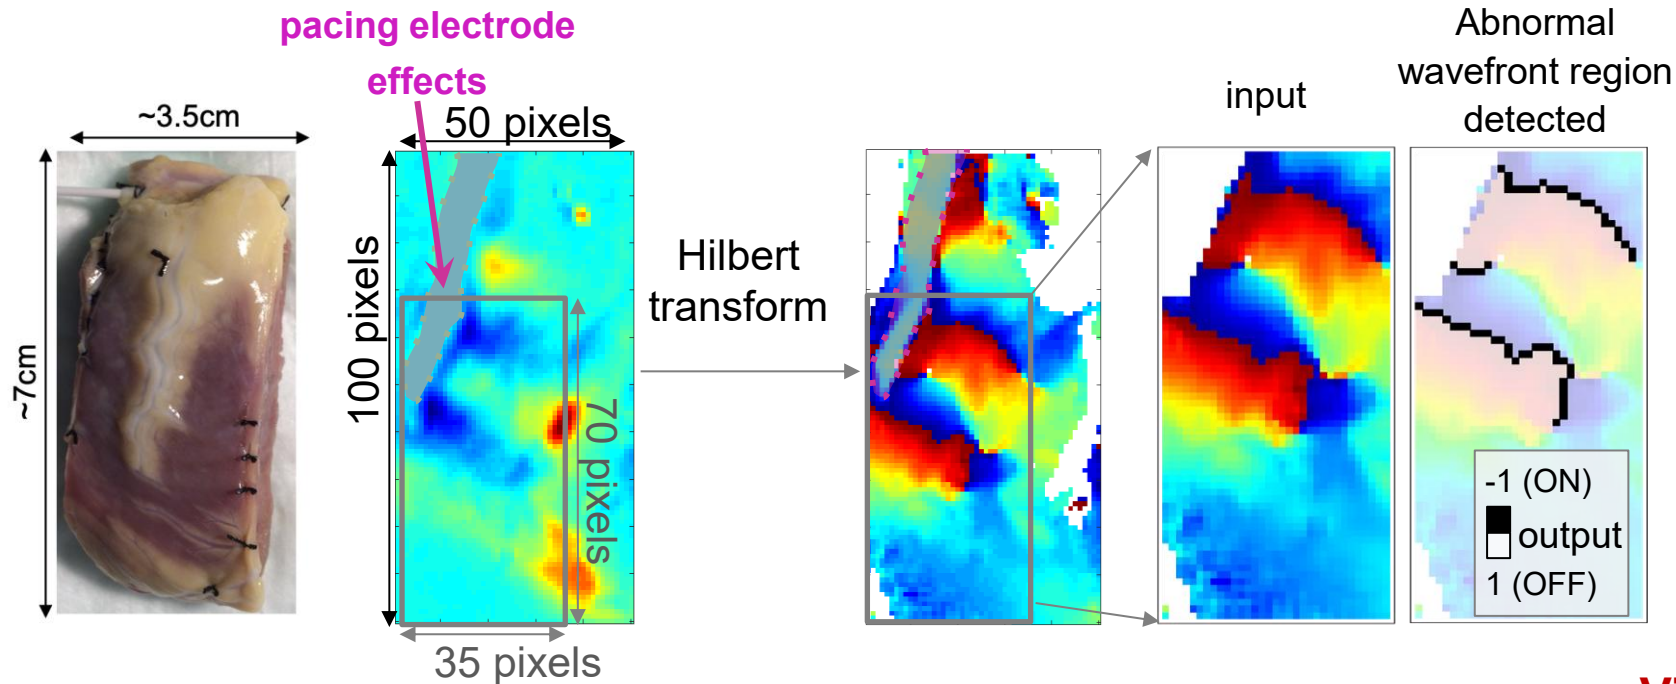 pacing electrode
effects
~3.5cm
~7cm
50 pixels
100 pixels
70 pixels
35 pixels
Hilbert
transform
input
Abnormal
wavefront region
detected
-1 (ON)
output
1 (OFF)